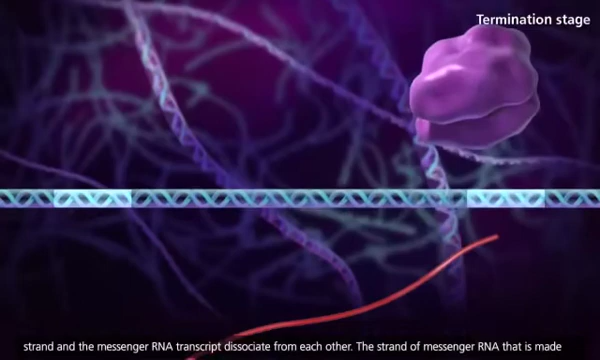 Termination stage
strand and the messenger RNA transcript dissociate from each other. The strand of messenger RNA that is made